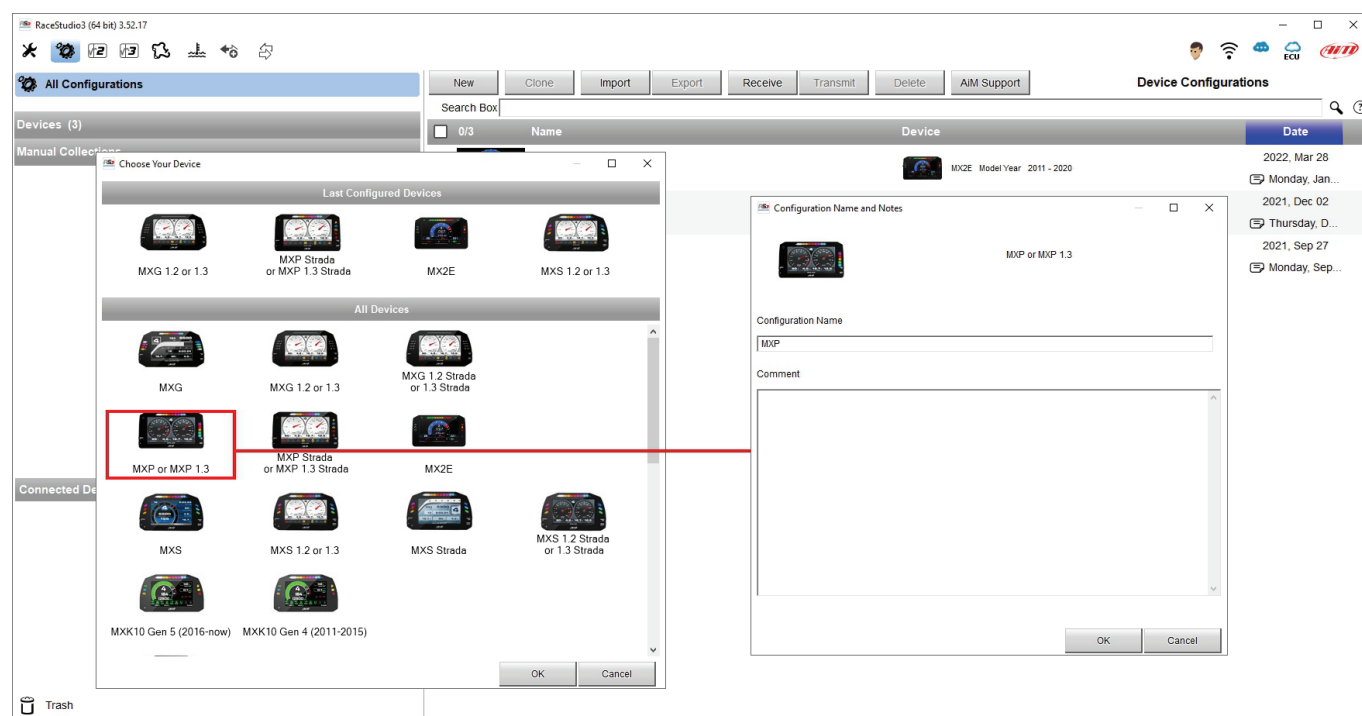 RaceStudio3 (64 bit) 3.52.17
ECU
All Configurations
New Clone Import Export Receive Transmit Delete AiM Support
Device Configurations
Search Box
Devices (3)
0/3 Name Device Date
Manual Collections
MX2E Model Year 2011 - 2020
2022, Mar 28
Monday, Jan...
2021, Dec 02
Thursday, D...
2021, Sep 27
Monday, Sep...
Choose Your Device
Last Configured Devices
MXG 1.2 or 1.3
MXP Strada
or MXP 1.3 Strada
MX2E
MXS 1.2 or 1.3
All Devices
MXG
MXG 1.2 or 1.3
MXG 1.2 Strada
or 1.3 Strada
MXP or MXP 1.3
MXP Strada
or MXP 1.3 Strada
MX2E
MXS
MXS 1.2 or 1.3
MXS Strada
MXS 1.2 Strada
or 1.3 Strada
MXK10 Gen 5 (2016-now)
MXK10 Gen 4 (2011-2015)
OK Cancel
Configuration Name and Notes
MXP or MXP 1.3
Configuration Name
MXP
Comment
OK Cancel
Connected De
Trash